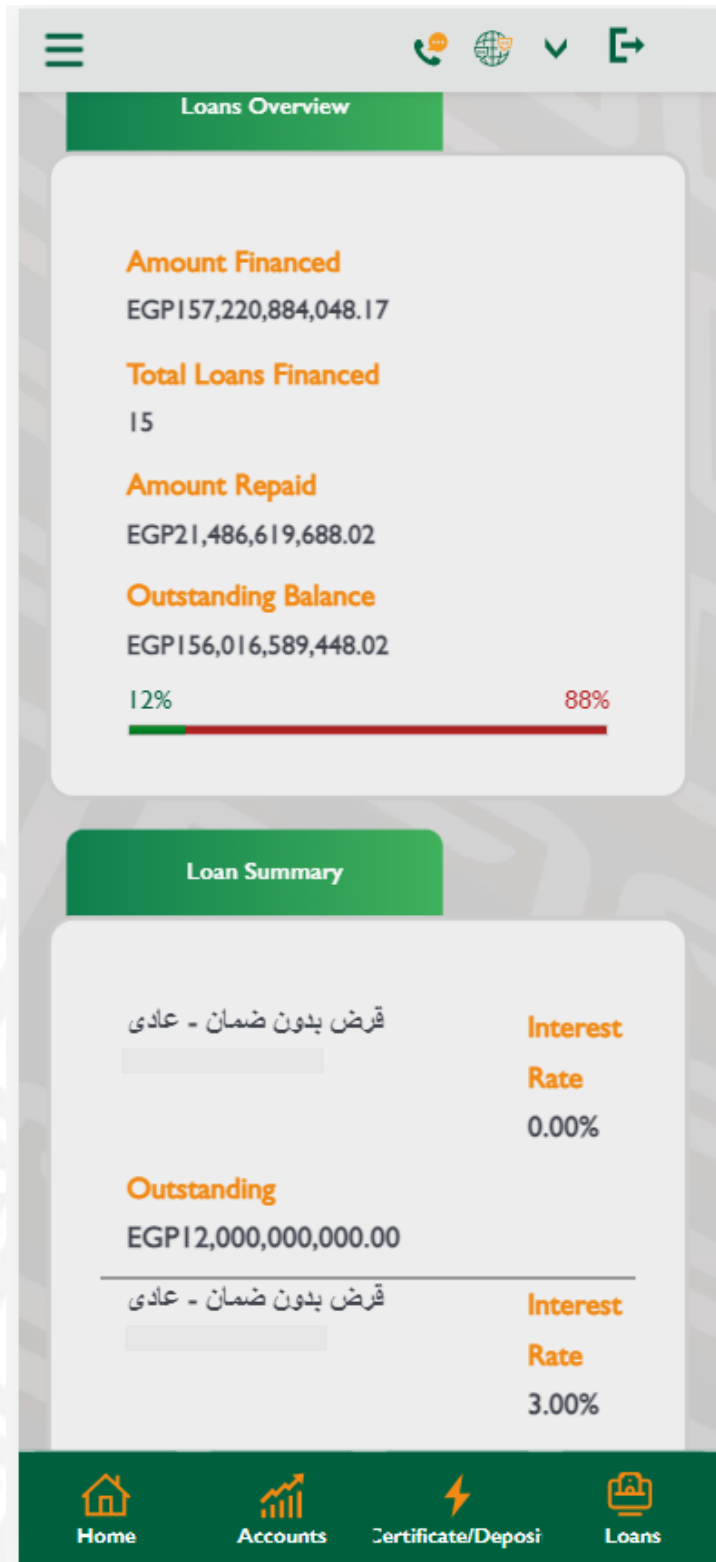 Loans Overview
Amount Financed
EGP157,220,884,048.17
Total Loans Financed
15
Amount Repaid
EGP21,486,619,688.02
Outstanding Balance
EGP156,016,589,448.02
12% 88%
Loan Summary
قرض بدون ضمان - عادى
Interest
Rate
0.00%
Outstanding
EGP12,000,000,000.00
قرض بدون ضمان - عادى
Interest
Rate
3.00%
Home Accounts Certificate/Deposi Loans